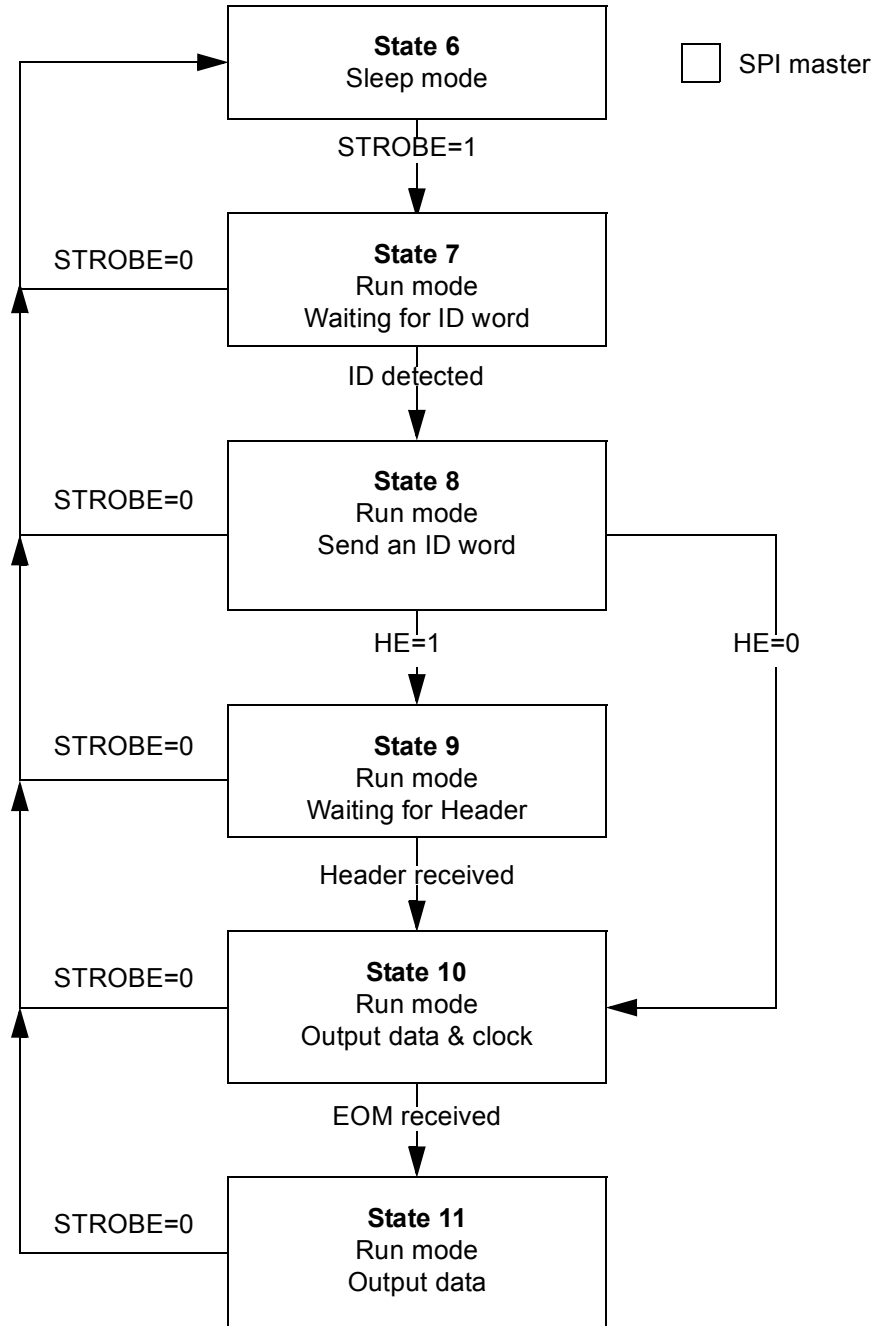 State 6
Sleep mode
SPI master
STROBE=1
State 7
Run mode
Waiting for ID word
STROBE=0
ID detected
State 8
Run mode
Send an ID word
STROBE=0
HE=1
HE=0
State 9
Run mode
Waiting for Header
STROBE=0
Header received
State 10
Run mode
Output data & clock
STROBE=0
EOM received
State 11
Run mode
Output data
STROBE=0